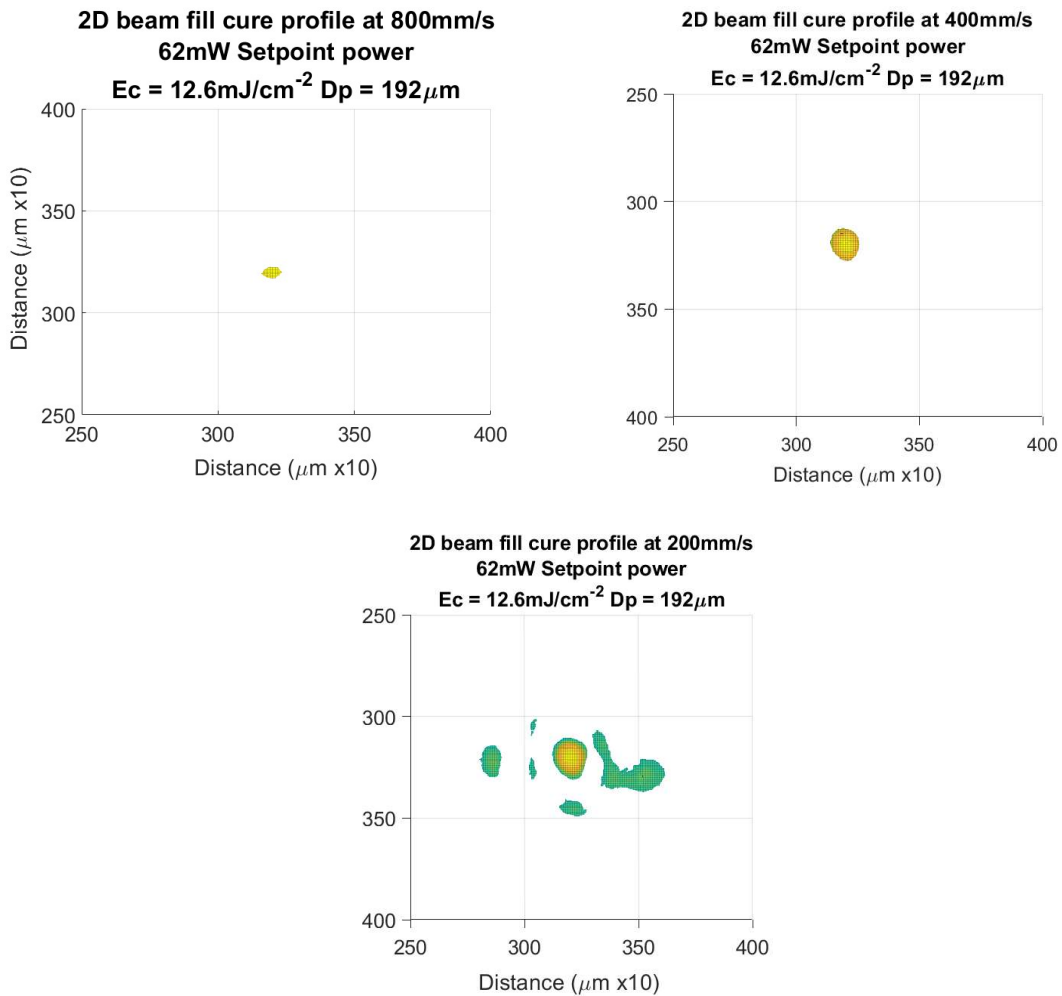 2D beam fill cure profile at 800mm/s
62mW Setpoint power
Ec = 12.6mJ/cm⁻² Dp = 192μm
400
350
300
250
250 300 350 400
Distance (μm x10)
Distance (μm x10)
2D beam fill cure profile at 400mm/s
62mW Setpoint power
Ec = 12.6mJ/cm⁻² Dp = 192μm
250
300
350
400
250 300 350 400
Distance (μm x10)
2D beam fill cure profile at 200mm/s
62mW Setpoint power
Ec = 12.6mJ/cm⁻² Dp = 192μm
250
300
350
400
250 300 350 400
Distance (μm x10)